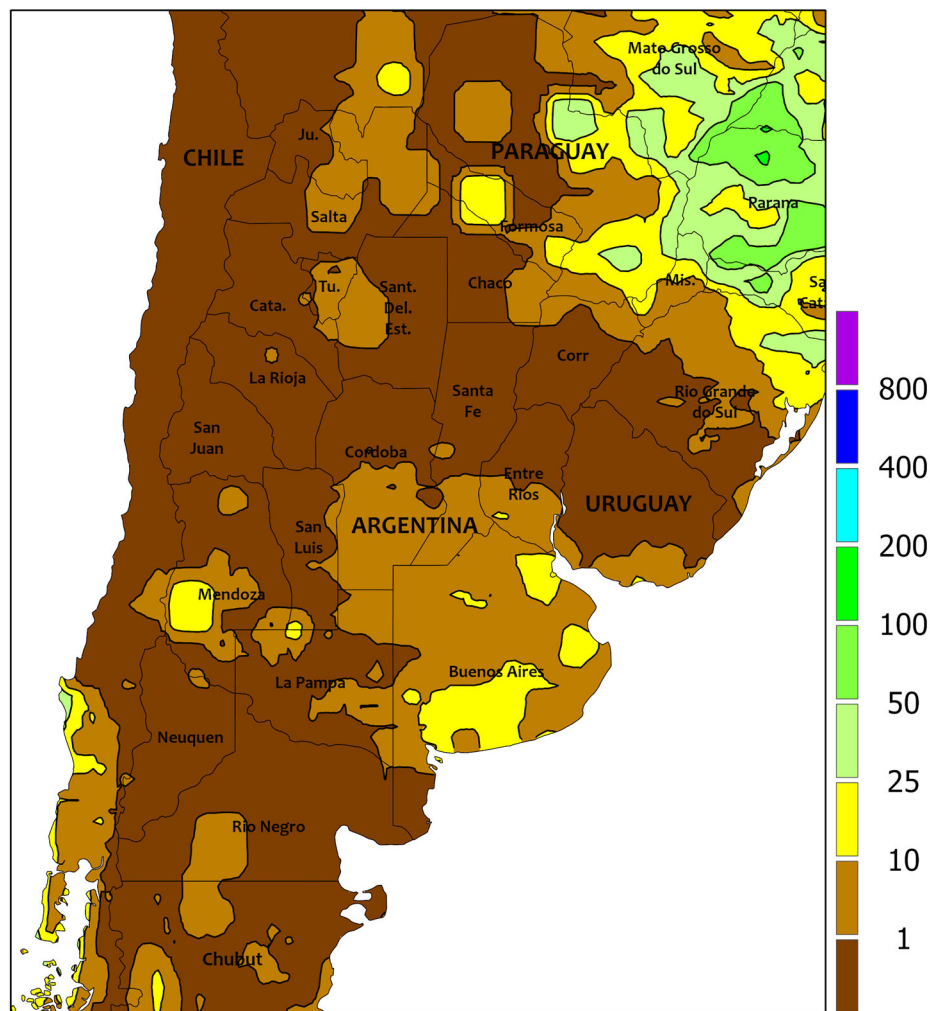 Mato Grosso
do Sul
Ju.
CHILE
PARAGUAY
Parana
Salta
Formosa
Tu.
Sant.
Del.
Est.
Chaco
Mis.
Sa
Cat
Cata.
Corr
La Rioja
Santa
Fe
Rio Grande
do Sul
San
Juan
Cordoba
Entre
Rios
URUGUAY
ARGENTINA
San
Luis
Mendoza
Buenos Aires
La Pampa
Neuquen
Rio Negro
Chubut
800
400
200
100
50
25
10
1